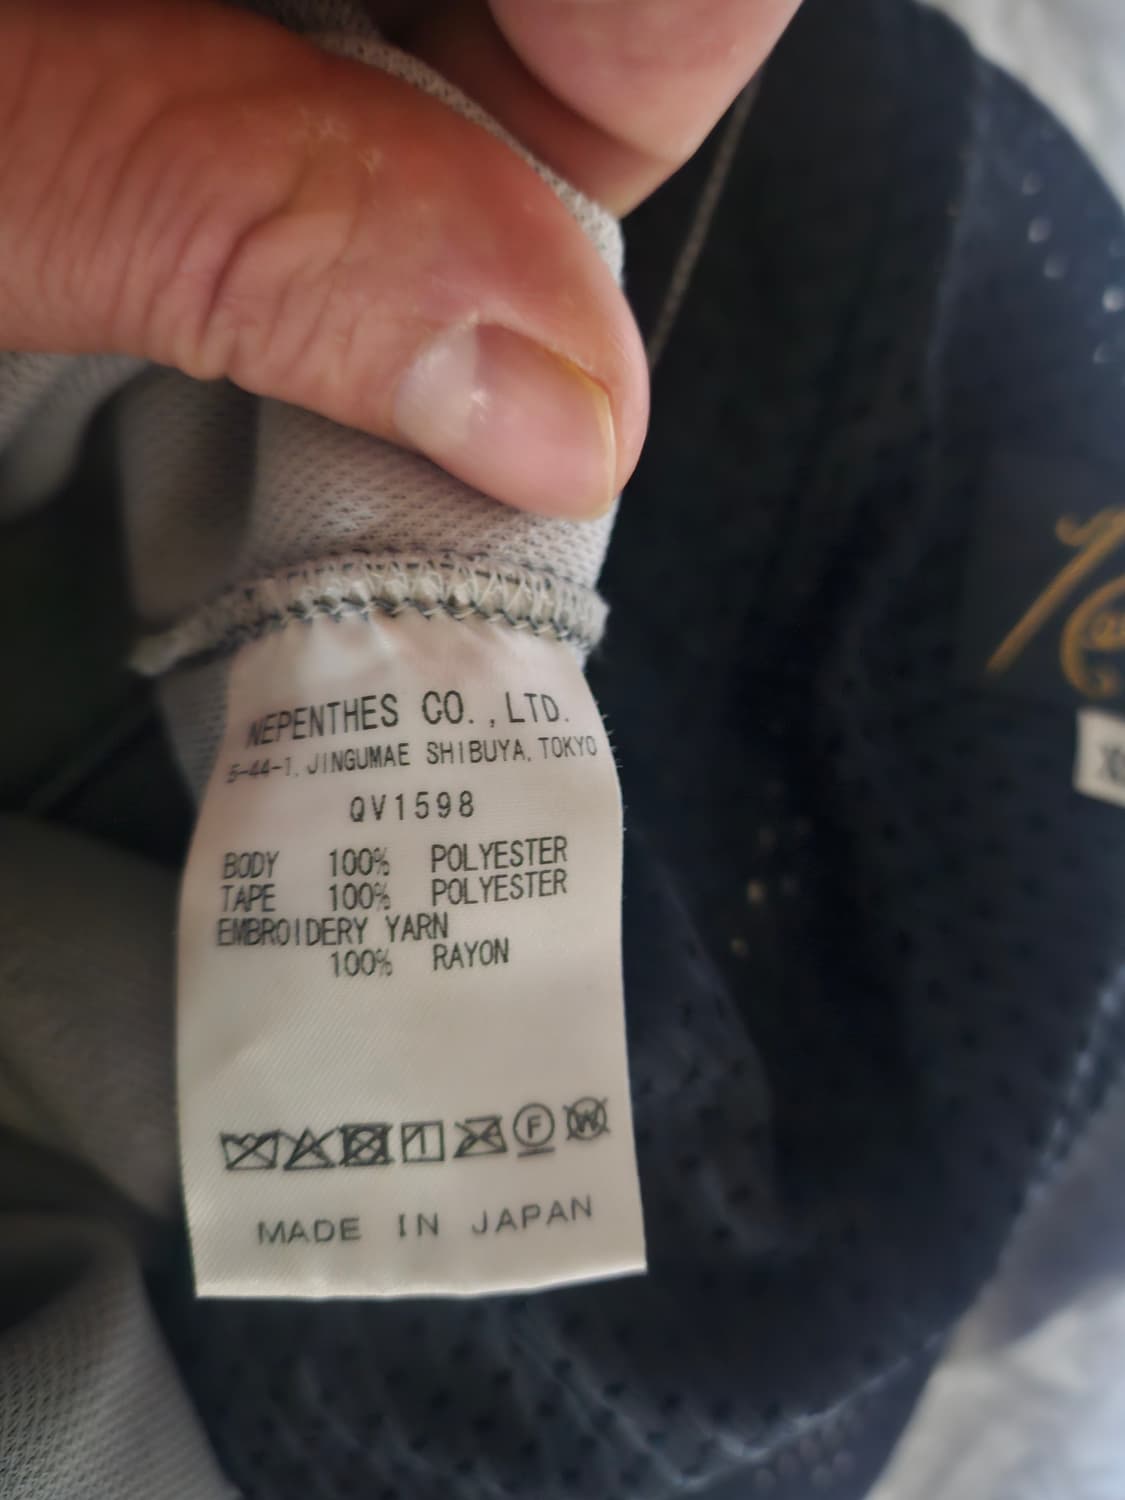 NEPENTHES CO.,LTD.
5-44-1, JINGUMAE SHIBUYA, TOKYO
QV1598
BODY 100% POLYESTER
TAPE 100% POLYESTER
EMBROIDERY YARN
100% RAYON
F W
MADE IN JAPAN